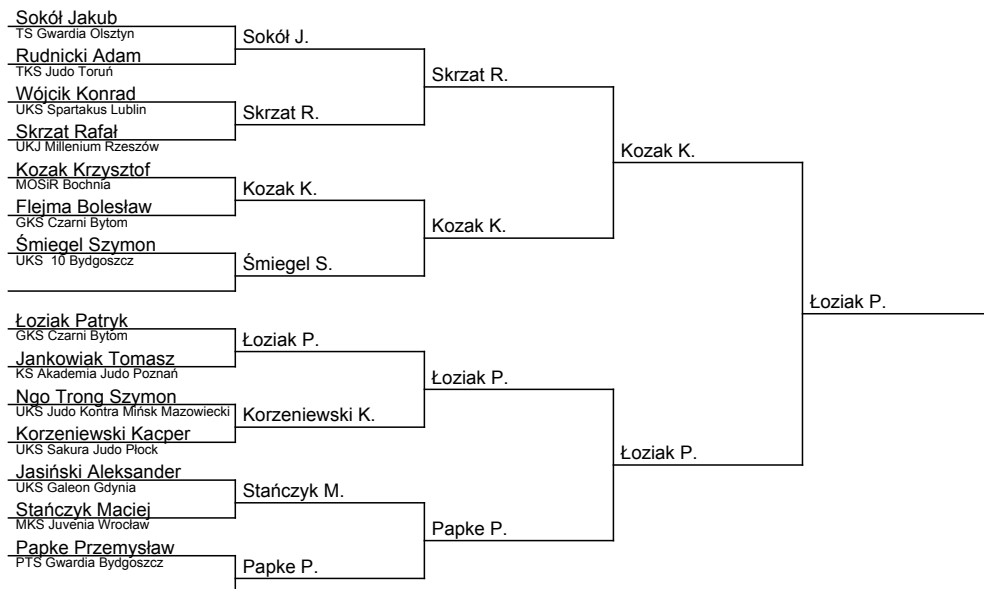 Sokół Jakub
TS Gwardia Olsztyn
Rudnicki Adam
TKS Judo Toruń
Wójcik Konrad
UKS Spartakus Lublin
Skrzat Rafał
UKJ Millenium Rzeszów
Kozak Krzysztof
MOSiR Bochnia
Flejma Bolesław
GKS Czarni Bytom
Śmiegel Szymon
UKS 10 Bydgoszcz
Łoziak Patryk
GKS Czarni Bytom
Jankowiak Tomasz
KS Akademia Judo Poznań
Ngo Trong Szymon
UKS Judo Kontra Mińsk Mazowiecki
Korzeniewski Kacper
UKS Sakura Judo Płock
Jasiński Aleksander
UKS Galeon Gdynia
Stańczyk Maciej
MKS Juvenia Wrocław
Papke Przemysław
PTS Gwardia Bydgoszcz
Sokół J.
Skrzat R.
Kozak K.
Śmiegel S.
Łoziak P.
Korzeniewski K.
Stańczyk M.
Papke P.
Skrzat R.
Kozak K.
Łoziak P.
Papke P.
Kozak K.
Łoziak P.
Łoziak P.